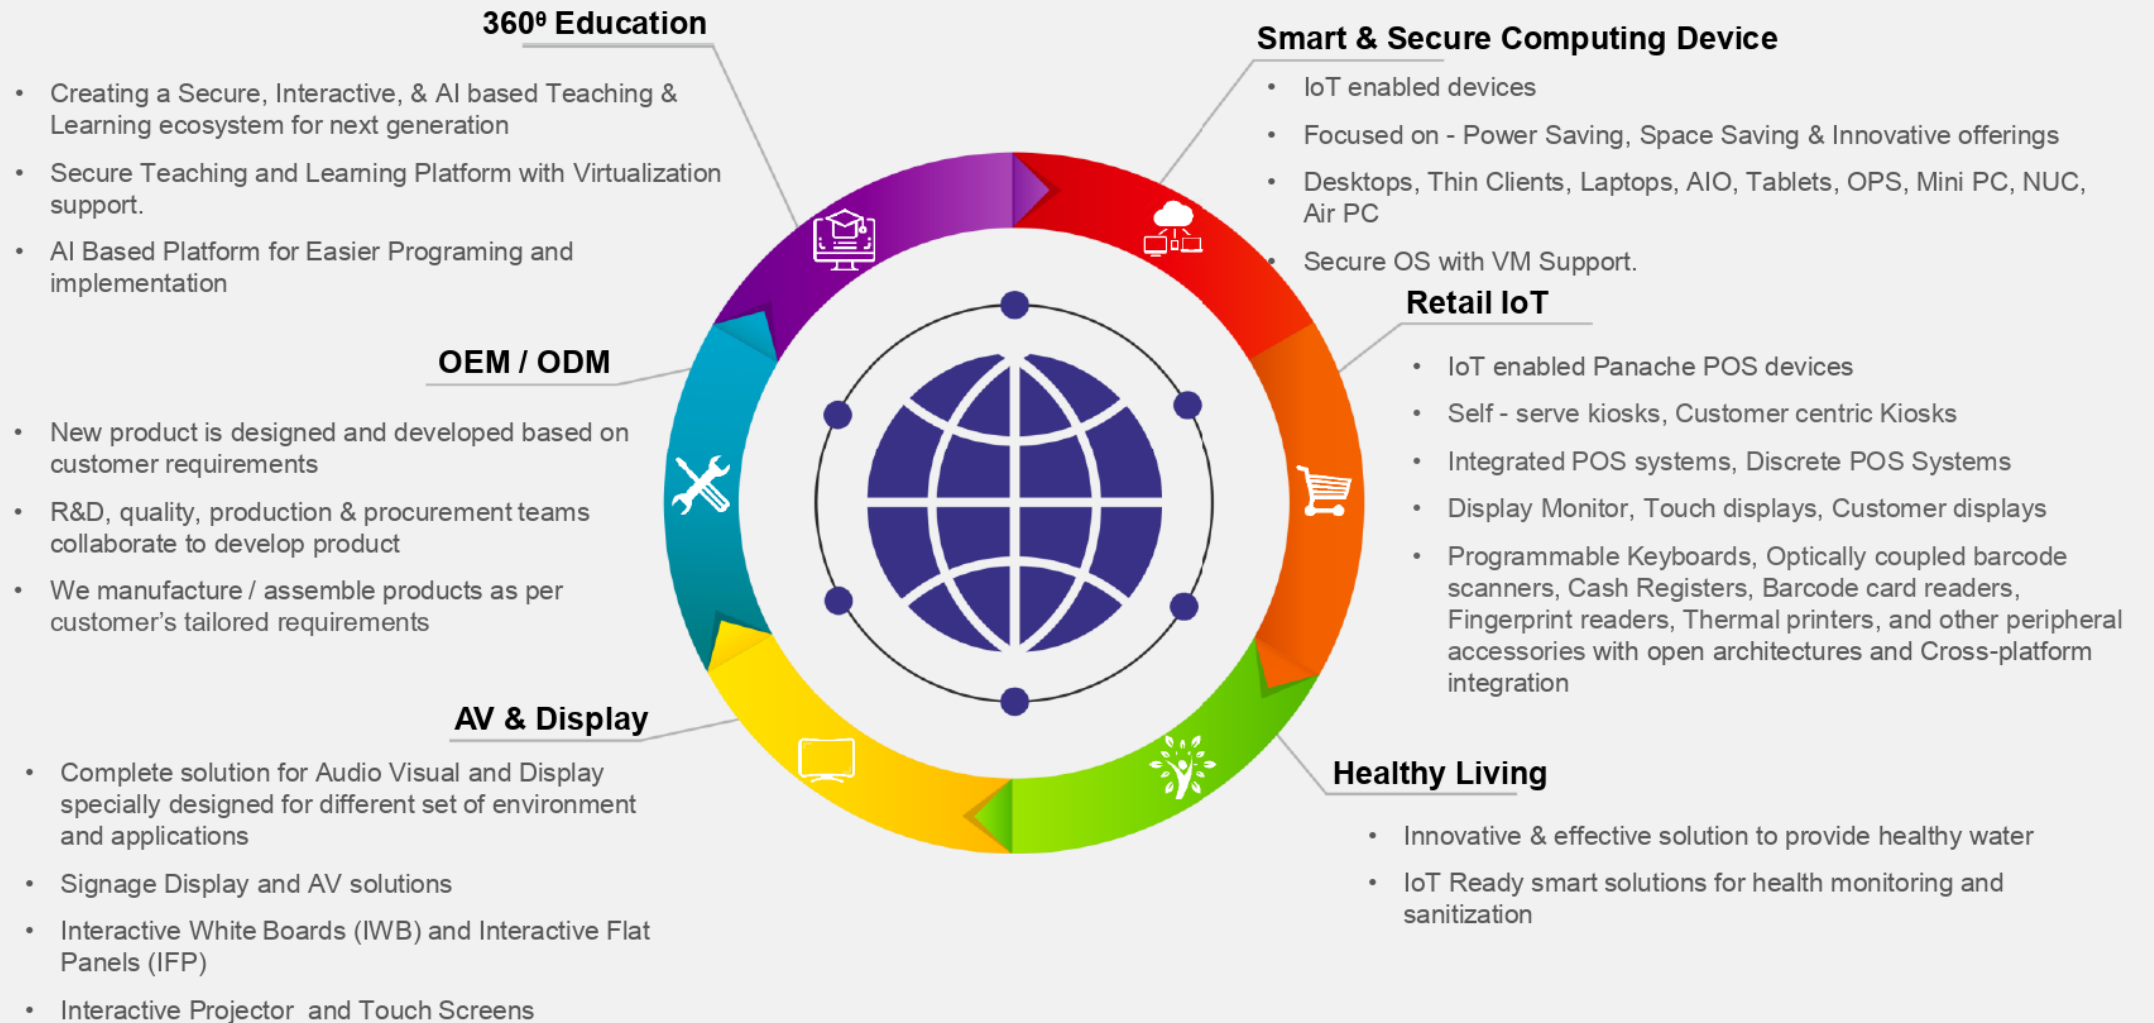 360⁰ Education
• Creating a Secure, Interactive, & AI based Teaching &
Learning ecosystem for next generation
• Secure Teaching and Learning Platform with Virtualization
support.
• AI Based Platform for Easier Programing and
implementation
OEM / ODM
• New product is designed and developed based on
customer requirements
• R&D, quality, production & procurement teams
collaborate to develop product
• We manufacture / assemble products as per
customer’s tailored requirements
AV & Display
• Complete solution for Audio Visual and Display
specially designed for different set of environment
and applications
• Signage Display and AV solutions
• Interactive White Boards (IWB) and Interactive Flat
Panels (IFP)
• Interactive Projector and Touch Screens
Smart & Secure Computing Device
• IoT enabled devices
• Focused on - Power Saving, Space Saving & Innovative offerings
• Desktops, Thin Clients, Laptops, AIO, Tablets, OPS, Mini PC, NUC,
Air PC
• Secure OS with VM Support.
Retail IoT
• IoT enabled Panache POS devices
• Self - serve kiosks, Customer centric Kiosks
• Integrated POS systems, Discrete POS Systems
• Display Monitor, Touch displays, Customer displays
• Programmable Keyboards, Optically coupled barcode
scanners, Cash Registers, Barcode card readers,
Fingerprint readers, Thermal printers, and other peripheral
accessories with open architectures and Cross-platform
integration
Healthy Living
• Innovative & effective solution to provide healthy water
• IoT Ready smart solutions for health monitoring and
sanitization